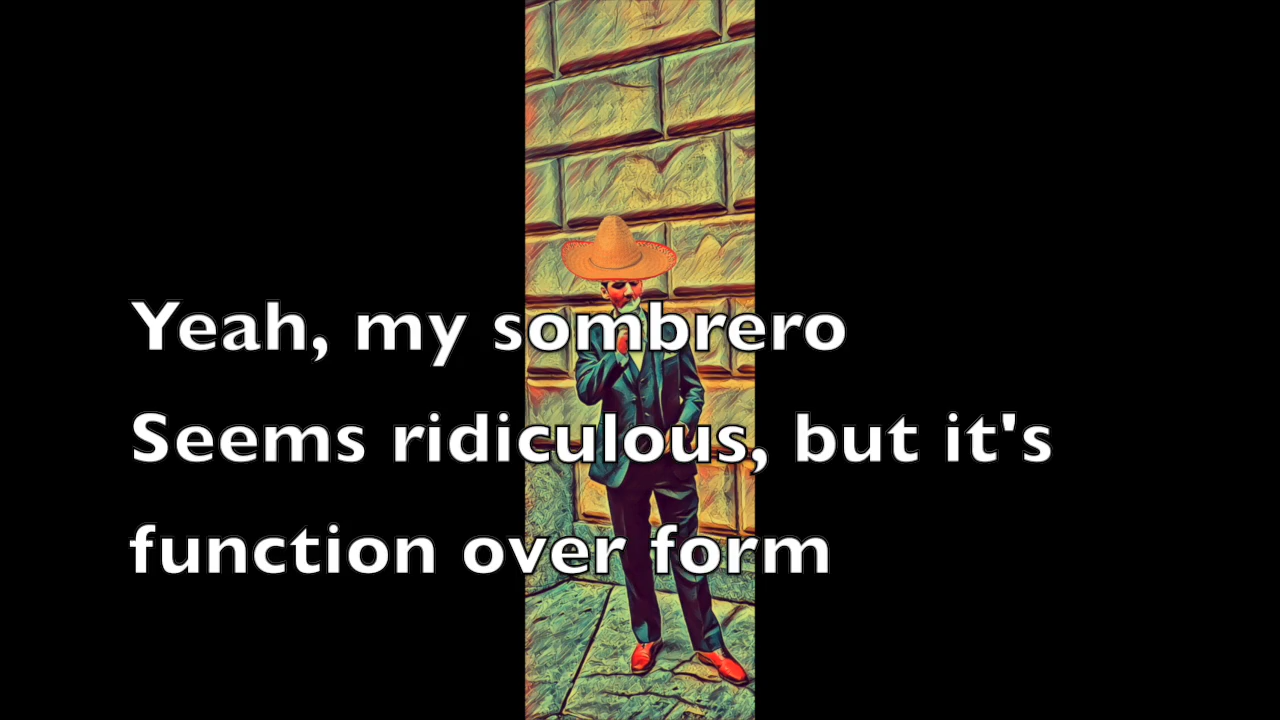 Yeah, my sombrero
Seems ridiculous, but it's
function over form